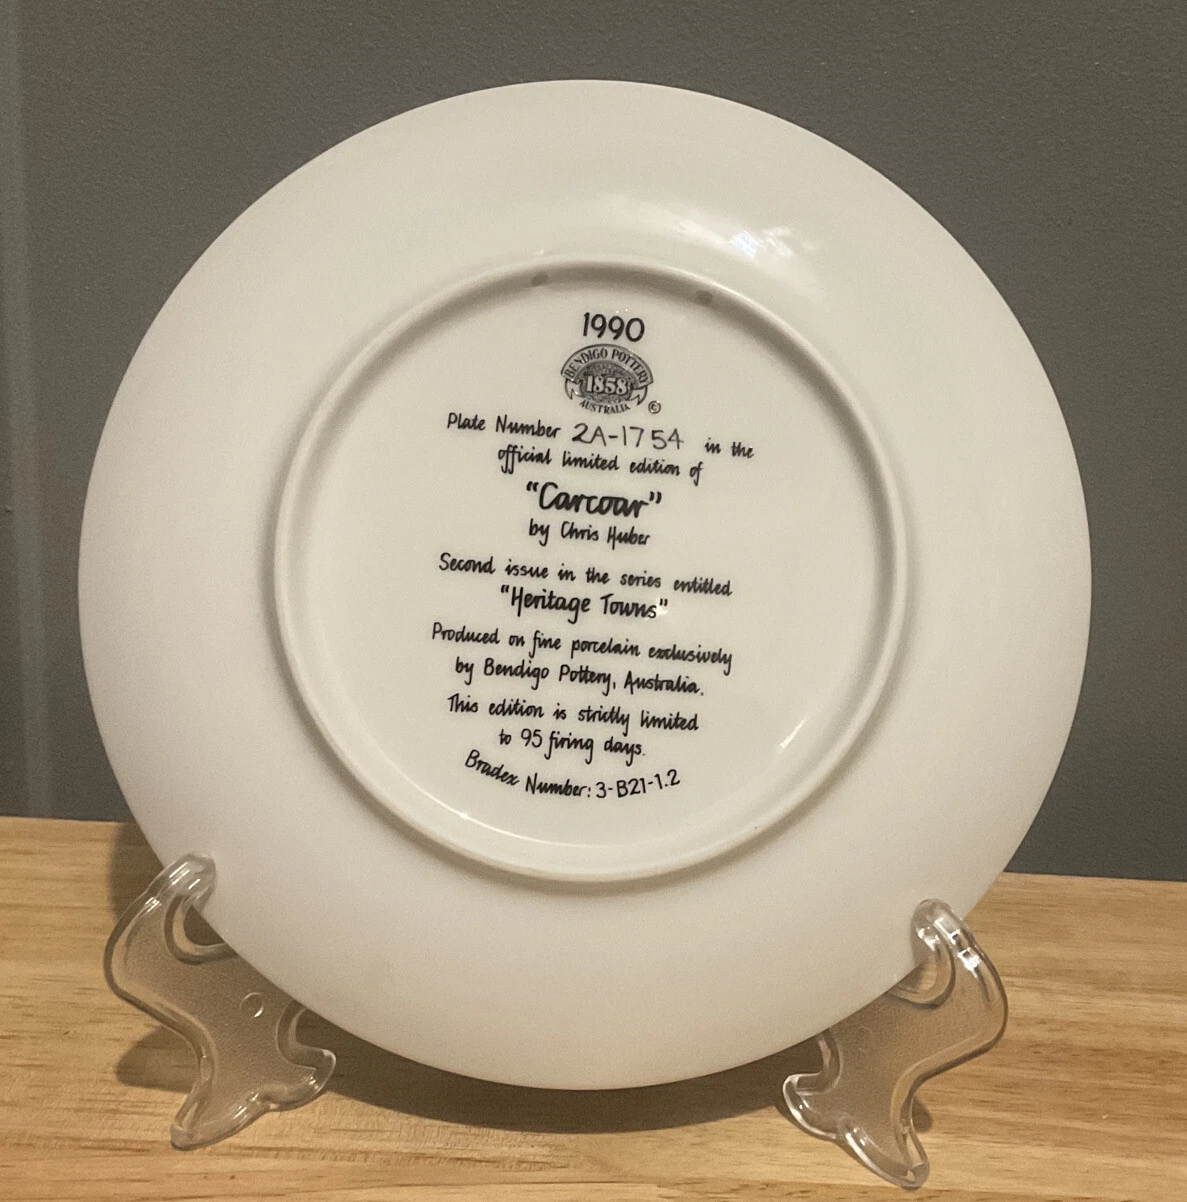 1990
BENDIGO POTTERY
1858
AUSTRALIA ©
Plate Number 2A-1754 in the
official limited edition of
"Carcoar"
by Chris Huber
Second issue in the series entitled
"Heritage Towns"
Produced on fine porcelain exclusively
by Bendigo Pottery, Australia.
This edition is strictly limited
to 95 firing days.
Bradex Number: 3-B21-1.2